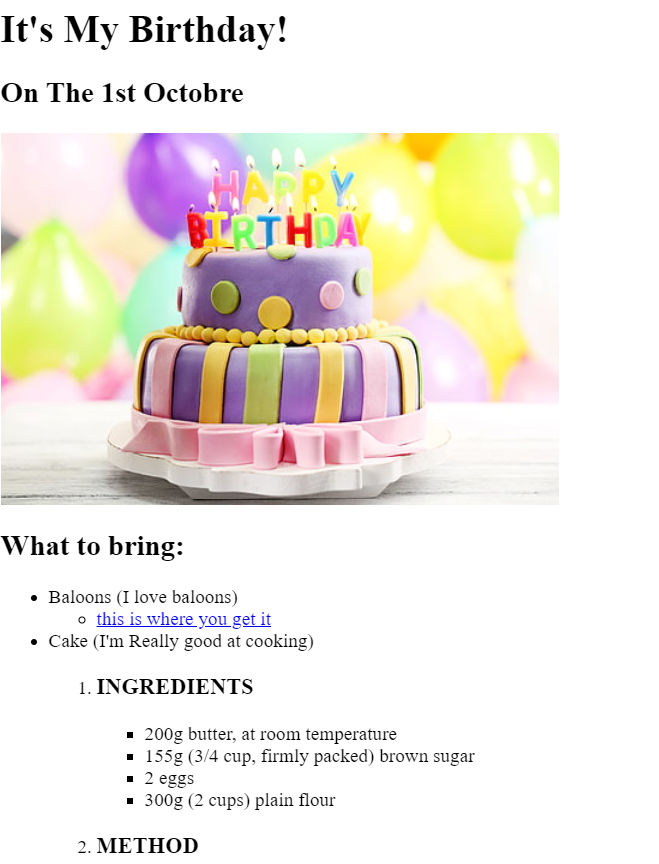 It's My Birthday!
On The 1st Octobre
HAPPY
BIRTHDAY
What to bring:
Baloons (I love baloons)
this is where you get it
Cake (I'm Really good at cooking)
1. INGREDIENTS
200g butter, at room temperature
155g (3/4 cup, firmly packed) brown sugar
2 eggs
300g (2 cups) plain flour
2. METHOD